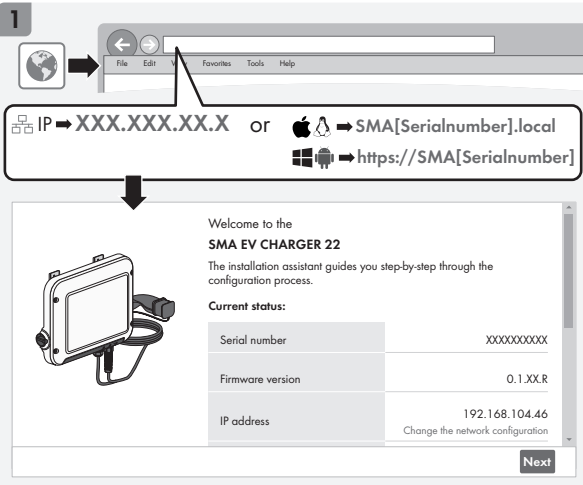 1
File Edit View Favorites Tools Help
IP XXX.XXX.XX.X or SMA[Serialnumber].local
https://SMA[Serialnumber]
Welcome to the
SMA EV CHARGER 22
The installation assistant guides you step-by-step through the
configuration process.
Current status:
Serial number XXXXXXXXXX
Firmware version 0.1.XX.R
IP address 192.168.104.46
Change the network configuration
Next